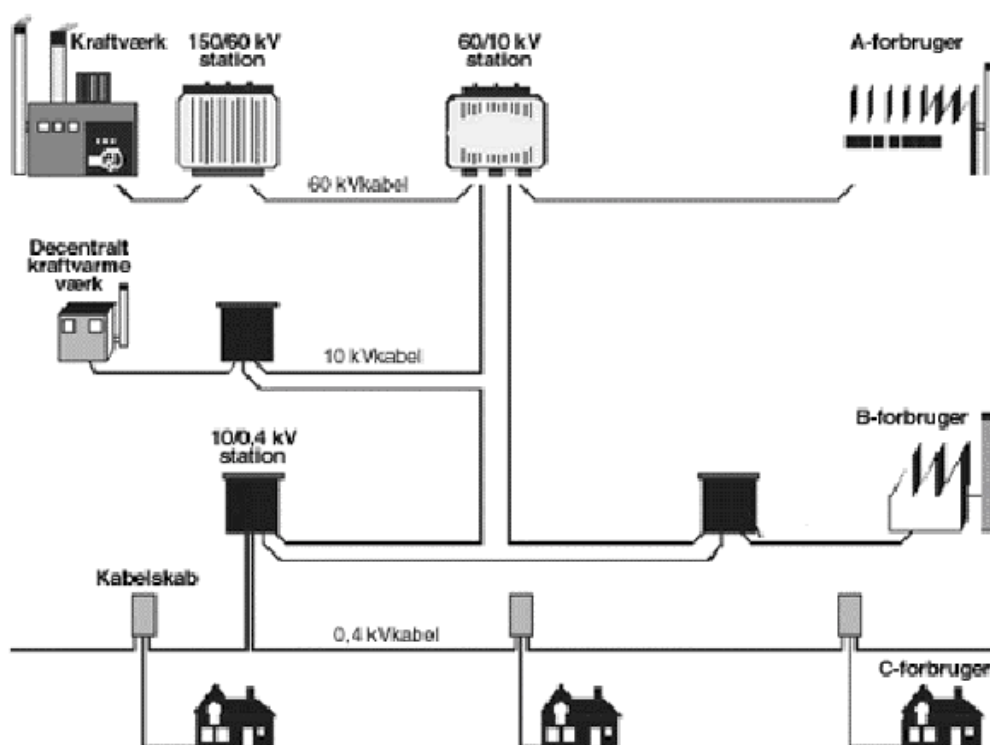 Kraftværk
150/60 kV
station
60/10 kV
station
A-forbruger
60 kVkabel
Decentralt
kraftvarme
værk
10 kVkabel
10/0,4 kV
station
B-forbruger
Kabelskab
0,4 kVkabel
C-forbruger